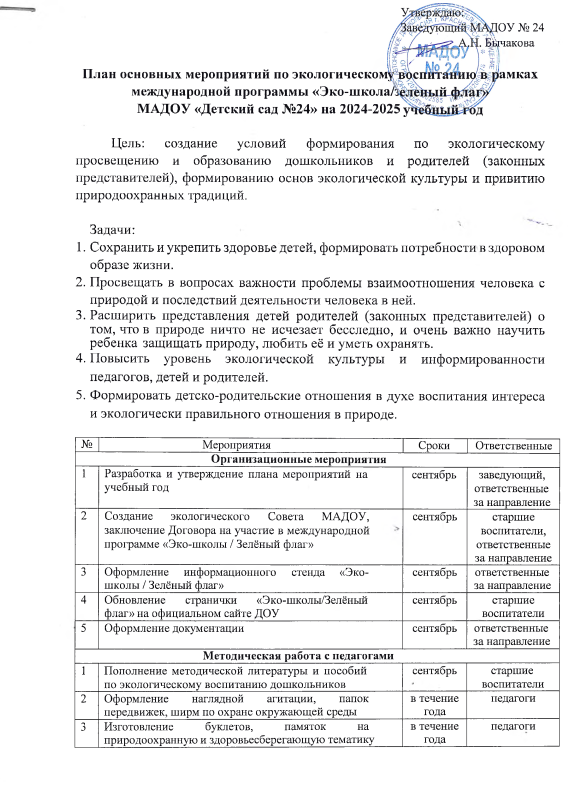 Утверждаю:
Заведующий МАДОУ № 24
А.Н. Бычакова
МАДОУ
№ 24
План основных мероприятий по экологическому воспитанию в рамках
международной программы «Эко-школа/зеленый флаг»
МАДОУ «Детский сад №24» на 2024-2025 учебный год
Цель: создание условий формирования по экологическому
просвещению и образованию дошкольников и родителей (законных
представителей), формированию основ экологической культуры и привитию
природоохранных традиций.
Задачи:
1. Сохранить и укрепить здоровье детей, формировать потребности в здоровом
образе жизни.
2. Просвещать в вопросах важности проблемы взаимоотношения человека с
природой и последствий деятельности человека в ней.
3. Расширить представления детей родителей (законных представителей) о
том, что в природе ничто не исчезает бесследно, и очень важно научить
ребенка защищать природу, любить её и уметь охранять.
4. Повысить уровень экологической культуры и информированности
педагогов, детей и родителей.
5. Формировать детско-родительские отношения в духе воспитания интереса
и экологически правильного отношения в природе.
№ Мероприятия Сроки Ответственные
Организационные мероприятия
1 Разработка и утверждение плана мероприятий на сентябрь заведующий,
учебный год ответственные
за направление
2 Создание экологического Совета МАДОУ, сентябрь старшие
заключение Договора на участие в международной воспитатели,
программе «Эко-школы / Зелёный флаг» ответственные
за направление
3 Оформление информационного стенда «Эко- сентябрь ответственные
школы / Зелёный флаг» за направление
4 Обновление странички «Эко-школы/Зелёный сентябрь старшие
флаг» на официальном сайте ДОУ воспитатели
5 Оформление документации сентябрь ответственные
за направление
Методическая работа с педагогами
1 Пополнение методической литературы и пособий сентябрь старшие
по экологическому воспитанию дошкольников воспитатели
2 Оформление наглядной агитации, папок в течение педагоги
передвижек, ширм по охране окружающей среды года
3 Изготовление буклетов, памяток на в течение педагоги
природоохранную и здоровьесберегающую тематику года